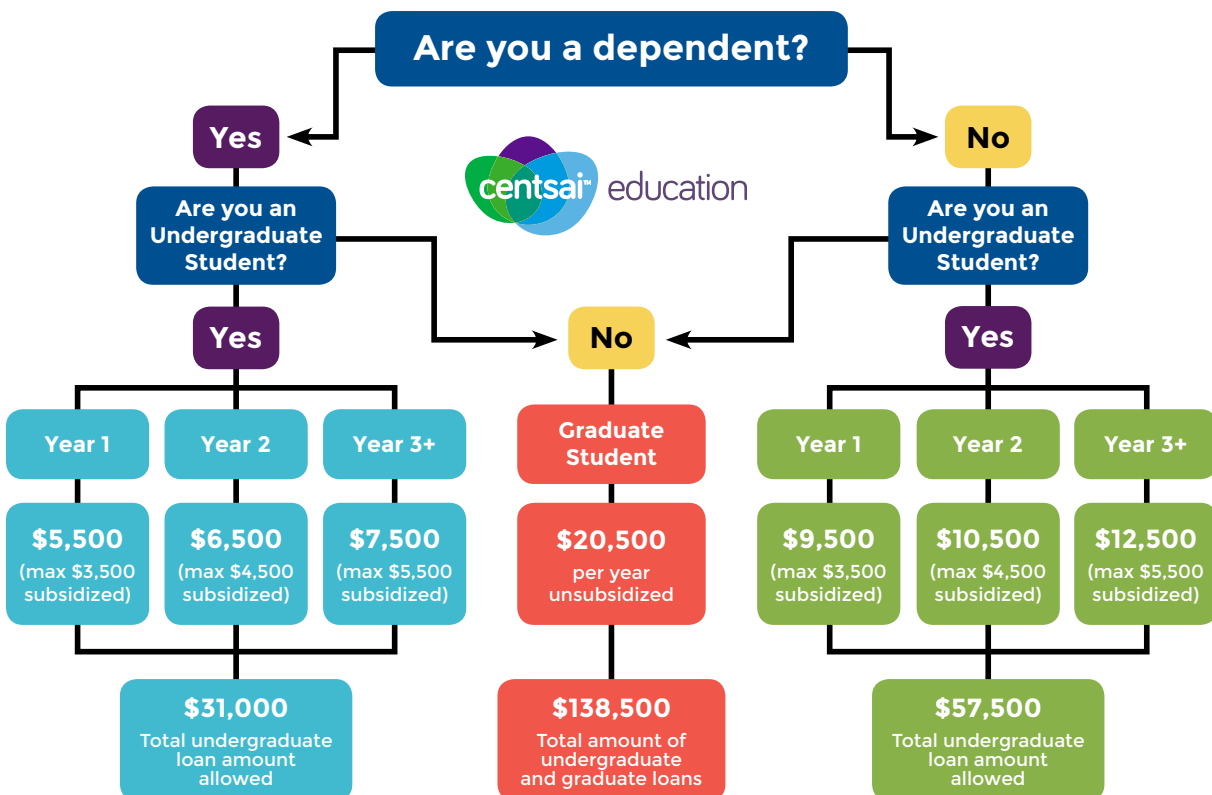 Are you a dependent?
Yes
No
centsai™ education
Are you an
Undergraduate
Student?
Are you an
Undergraduate
Student?
Yes
No
Yes
Year 1
Year 2
Year 3+
Graduate
Student
Year 1
Year 2
Year 3+
$5,500
(max $3,500
subsidized)
$6,500
(max $4,500
subsidized)
$7,500
(max $5,500
subsidized)
$20,500
per year
unsubsidized
$9,500
(max $3,500
subsidized)
$10,500
(max $4,500
subsidized)
$12,500
(max $5,500
subsidized)
$31,000
Total undergraduate
loan amount
allowed
$138,500
Total amount of
undergraduate
and graduate loans
$57,500
Total undergraduate
loan amount
allowed